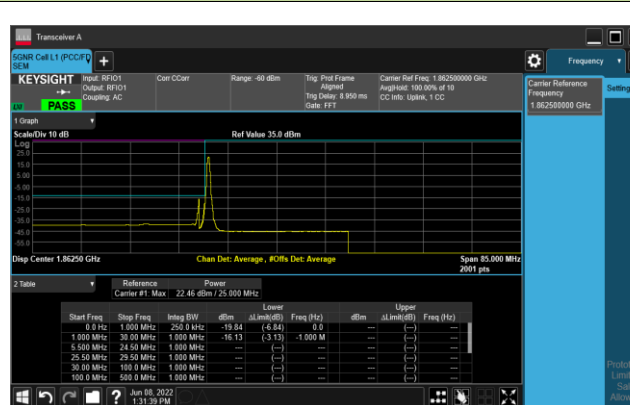 Transceiver A
5GNR Cell L1 (PCC/F
SEM
Frequency
KEYSIGHT Input: RFIO1 Corr CCorr Range: -60 dBm Trig: Prot Frame Carrier Ref Freq: 1.862500000 GHz
Output: RFIO1 Aligned Avg|Hold: 100.00% of 10
Coupling: AC Trig Delay: 8.950 ms CC Info: Uplink, 1 CC
PASS Gate: FFT
Carrier Reference
Frequency
1.862500000 GHz
Setting
1 Graph
Scale/Div 10 dB Ref Value 35.0 dBm
Log
25.0
15.0
5.00
-5.00
-15.0
-25.0
-35.0
-45.0
-55.0
Disp Center 1.86250 GHz Chan Det: Average , #Offs Det: Average Span 85.000 MHz
2001 pts
2 Table
Reference Power
Carrier #1: Max 22.46 dBm / 25.000 MHz
Lower Upper
Start Freq Stop Freq Integ BW dBm ΔLimit(dB) Freq (Hz) dBm ΔLimit(dB) Freq (Hz)
0.0 Hz 1.000 MHz 250.0 kHz -19.84 (-6.84) 0.0 --- (---) ---
1.000 MHz 30.00 MHz 1.000 MHz -16.13 (-3.13) -1.000 M --- (---) ---
5.500 MHz 24.50 MHz 1.000 MHz --- (---) --- --- (---) ---
25.50 MHz 29.50 MHz 1.000 MHz --- (---) --- --- (---) ---
30.00 MHz 100.0 MHz 1.000 MHz --- (---) --- --- (---) ---
100.0 MHz 500.0 MHz 1.000 MHz --- (---) --- --- (---) ---
Limi
Allow
Jun 08, 2022
1:31:39 PM